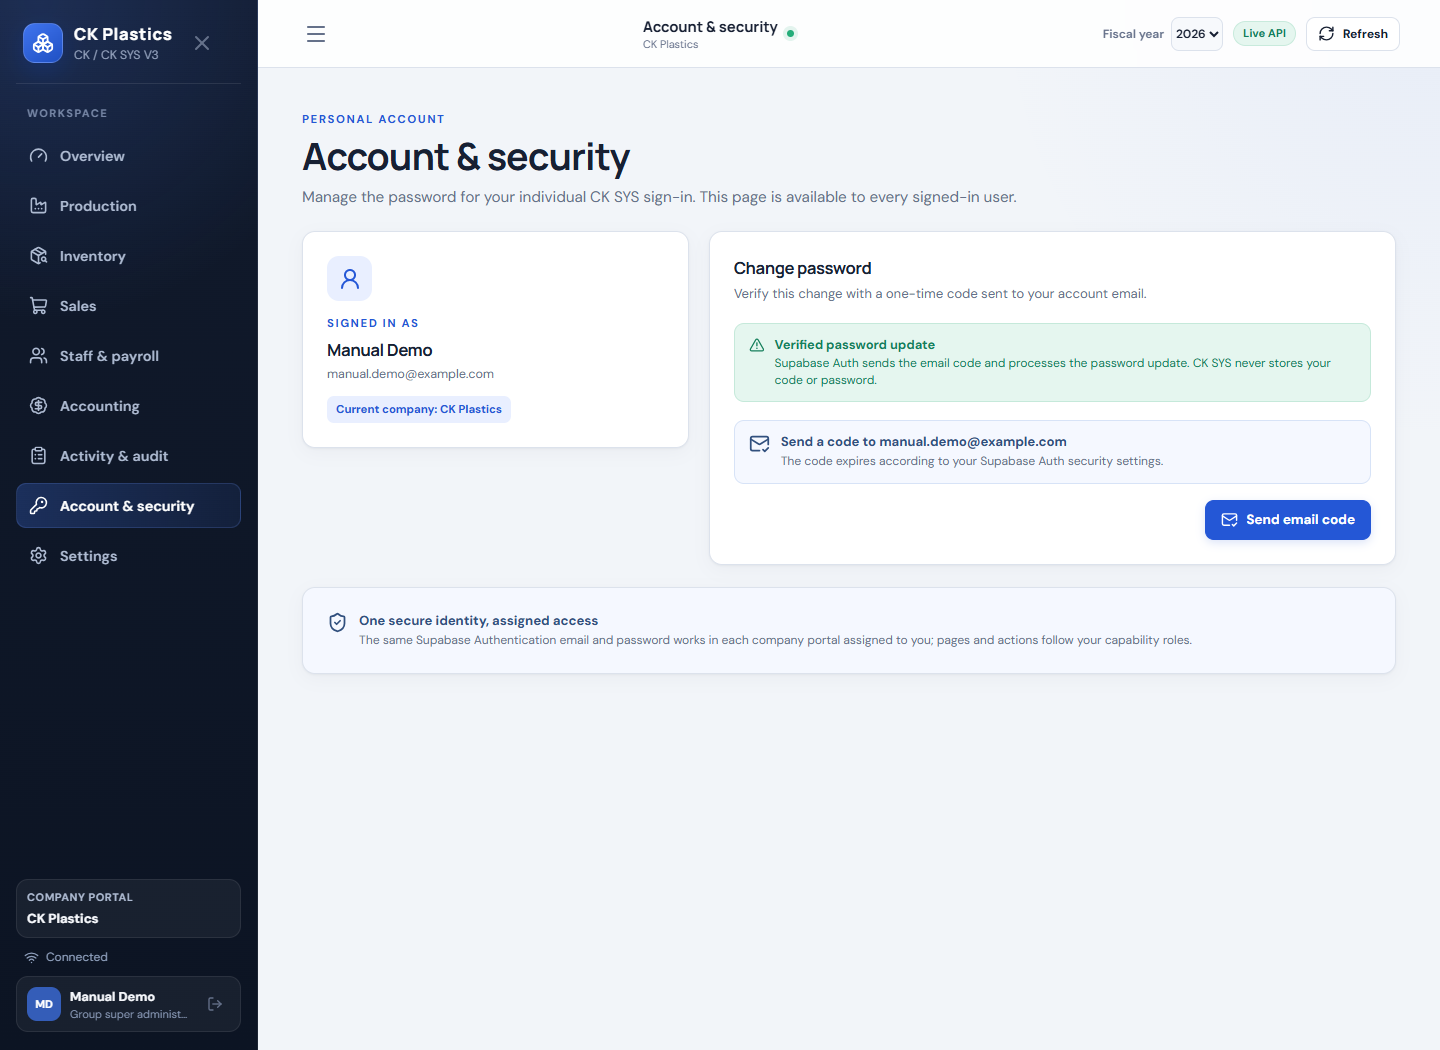 CK Plastics
CK / CK SYS V3
WORKSPACE
Overview
Production
Inventory
Sales
Staff & payroll
Accounting
Activity & audit
Account & security
Settings
COMPANY PORTAL
CK Plastics
Connected
MD
Manual Demo
Group super administ...
Account & security
CK Plastics
Fiscal year
2026
Live API
Refresh
PERSONAL ACCOUNT
Account & security
Manage the password for your individual CK SYS sign-in. This page is available to every signed-in user.
SIGNED IN AS
Manual Demo
manual.demo@example.com
Current company: CK Plastics
Change password
Verify this change with a one-time code sent to your account email.
Verified password update
Supabase Auth sends the email code and processes the password update. CK SYS never stores your
code or password.
Send a code to manual.demo@example.com
The code expires according to your Supabase Auth security settings.
Send email code
One secure identity, assigned access
The same Supabase Authentication email and password works in each company portal assigned to you; pages and actions follow your capability roles.